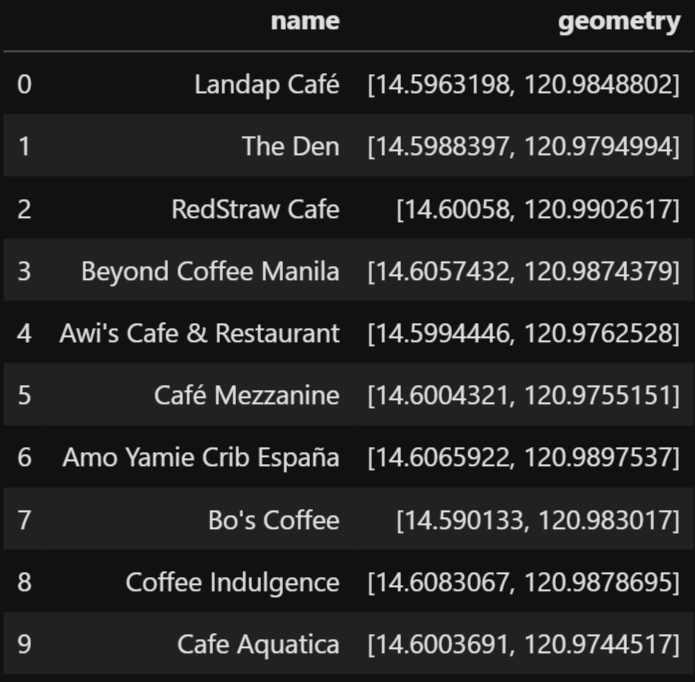 name geometry
0 Landap Café [14.5963198, 120.9848802]
1 The Den [14.5988397, 120.9794994]
2 RedStraw Cafe [14.60058, 120.9902617]
3 Beyond Coffee Manila [14.6057432, 120.9874379]
4 Awi's Cafe & Restaurant [14.5994446, 120.9762528]
5 Café Mezzanine [14.6004321, 120.9755151]
6 Amo Yamie Crib España [14.6065922, 120.9897537]
7 Bo's Coffee [14.590133, 120.983017]
8 Coffee Indulgence [14.6083067, 120.9878695]
9 Cafe Aquatica [14.6003691, 120.9744517]